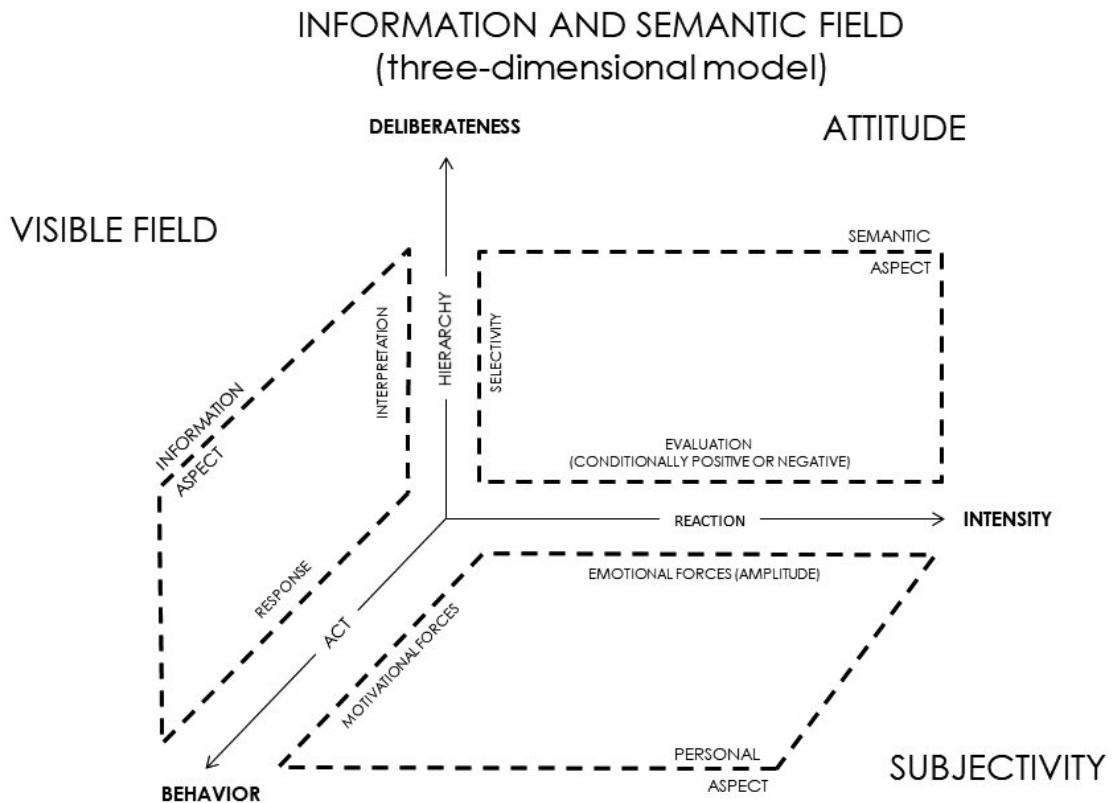 INFORMATION AND SEMANTIC FIELD
(three-dimensional model)
DELIBERATENESS
ATTITUDE
VISIBLE FIELD
SEMANTIC
ASPECT
INTERPRETATION
HIERARCHY
SELECTIVITY
INFORMATION
ASPECT
EVALUATION
(CONDITIONALLY POSITIVE OR NEGATIVE)
REACTION
INTENSITY
RESPONSE
EMOTIONAL FORCES (AMPLITUDE)
ACT
MOTIVATIONAL FORCES
PERSONAL
ASPECT
SUBJECTIVITY
BEHAVIOR